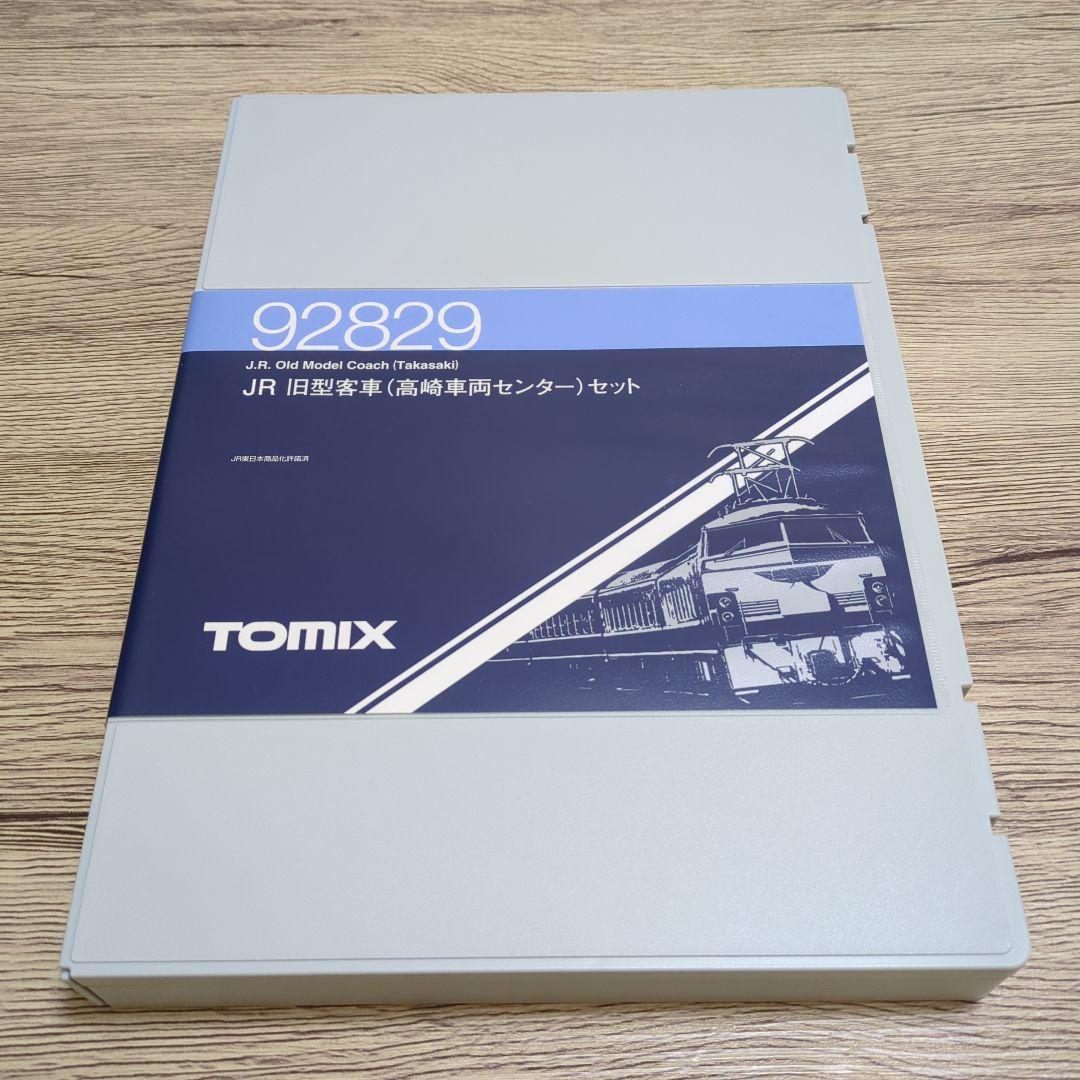 92829
J.R. Old Model Coach (Takasaki)
JR 旧型客車(高崎車両センター)セット
JR東日本商品化許諾済
TOMIX